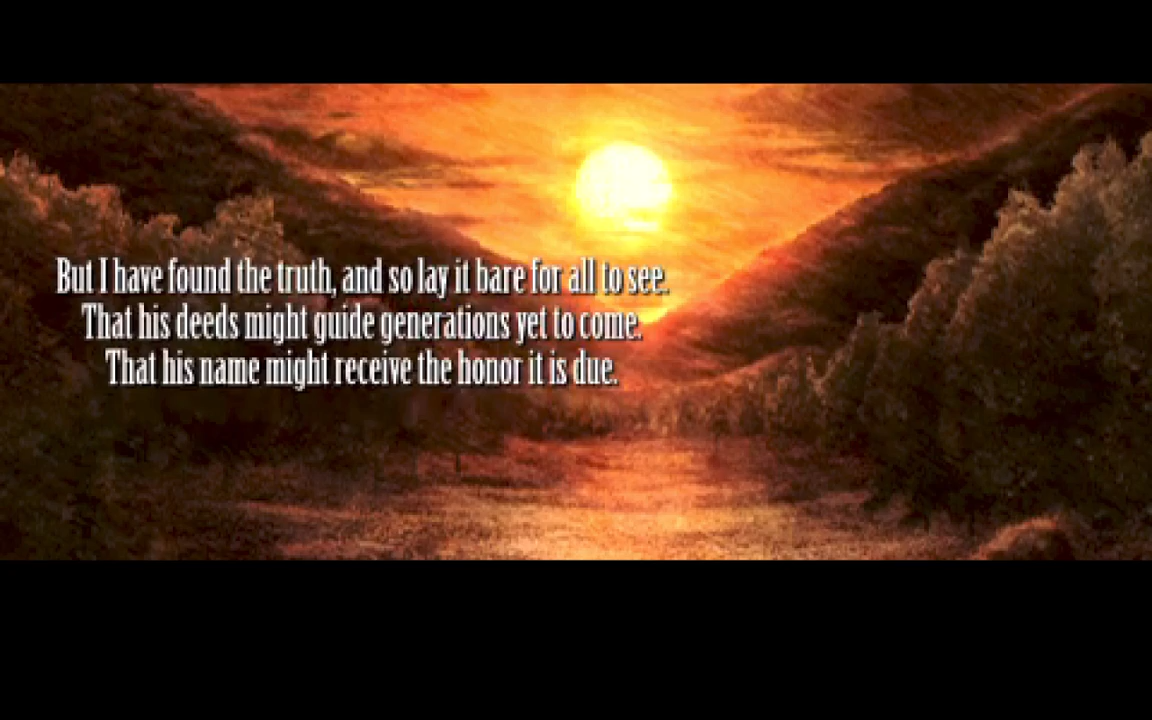 But I have found the truth, and so lay it bare for all to see.
That his deeds might guide generations yet to come.
That his name might receive the honor it is due.